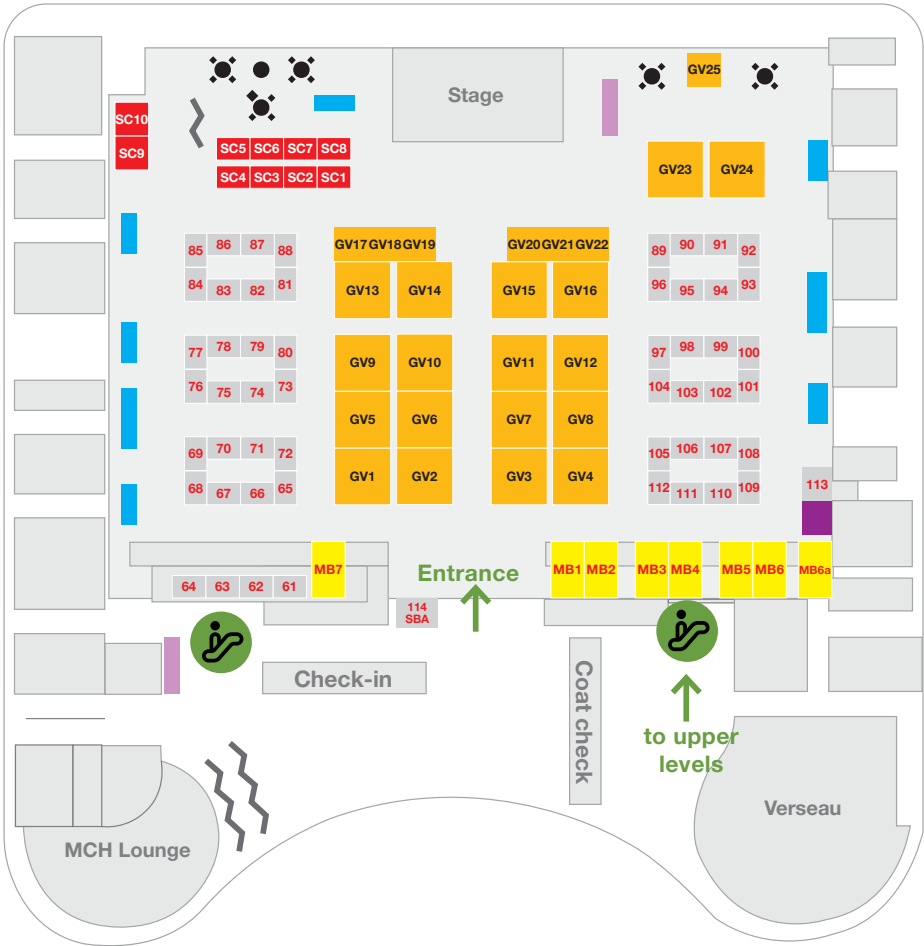 GV25
Stage
SC10
SC9
SC5 SC6 SC7 SC8
SC4 SC3 SC2 SC1
GV23 GV24
GV17 GV18 GV19
GV20 GV21 GV22
85 86 87 88
84 83 82 81
GV13 GV14
GV15 GV16
89 90 91 92
96 95 94 93
77 78 79 80
76 75 74 73
GV9 GV10
GV11 GV12
97 98 99 100
104 103 102 101
GV5 GV6
GV7 GV8
69 70 71 72
68 67 66 65
GV1 GV2
GV3 GV4
105 106 107 108
112 111 110 109
113
64 63 62 61
MB7
Entrance
MB1 MB2
MB3 MB4
MB5 MB6
MB6a
114
SBA
Check-in
Coat check
to upper
levels
MCH Lounge
Verseau